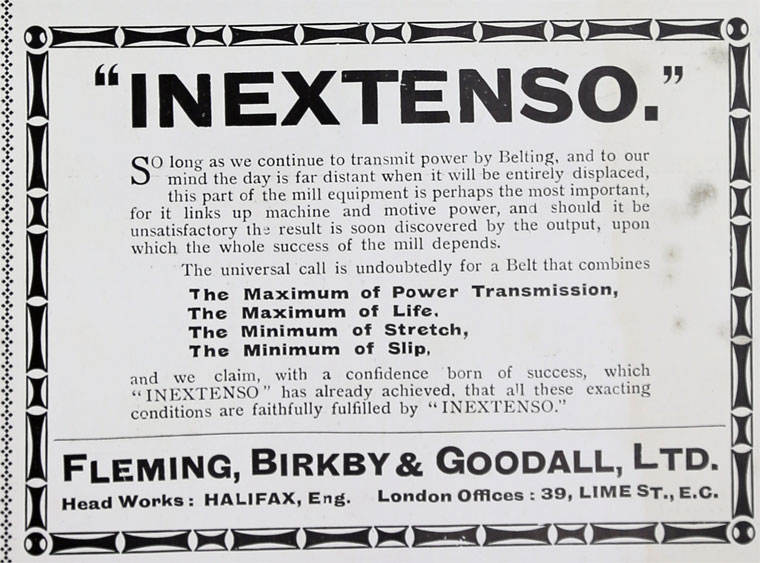 "INEXTENSO."
SO long as we continue to transmit power by Belting, and to our
mind the day is far distant when it will be entirely displaced,
this part of the mill equipment is perhaps the most important,
for it links up machine and motive power, and should it be
unsatisfactory the result is soon discovered by the output, upon
which the whole success of the mill depends.
The universal call is undoubtedly for a Belt that combines
The Maximum of Power Transmission,
The Maximum of Life,
The Minimum of Stretch,
The Minimum of Slip,
and we claim, with a confidence born of success, which
"INEXTENSO" has already achieved, that all these exacting
conditions are faithfully fulfilled by "INEXTENSO."
FLEMING, BIRKBY & GOODALL, LTD.
Head Works: HALIFAX, Eng. London Offices: 39, LIME ST., E.C.